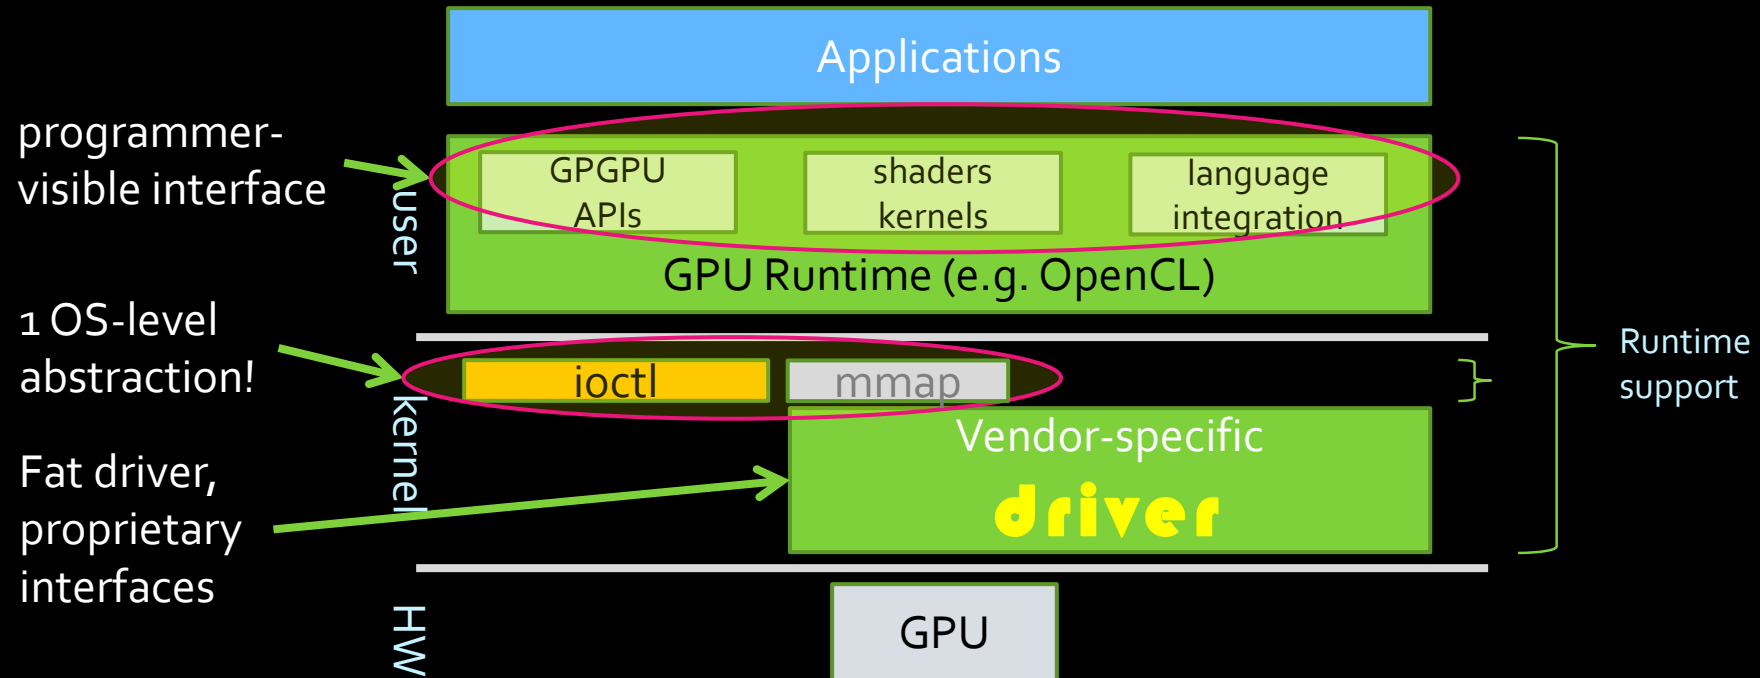 Applications
programmer-
visible interface
user
GPGPU
APIs
shaders
kernels
language
integration
GPU Runtime (e.g. OpenCL)
1 OS-level
abstraction!
kernel
ioctl
mmap
Runtime
support
Fat driver,
proprietary
interfaces
Vendor-specific
driver
HW
GPU